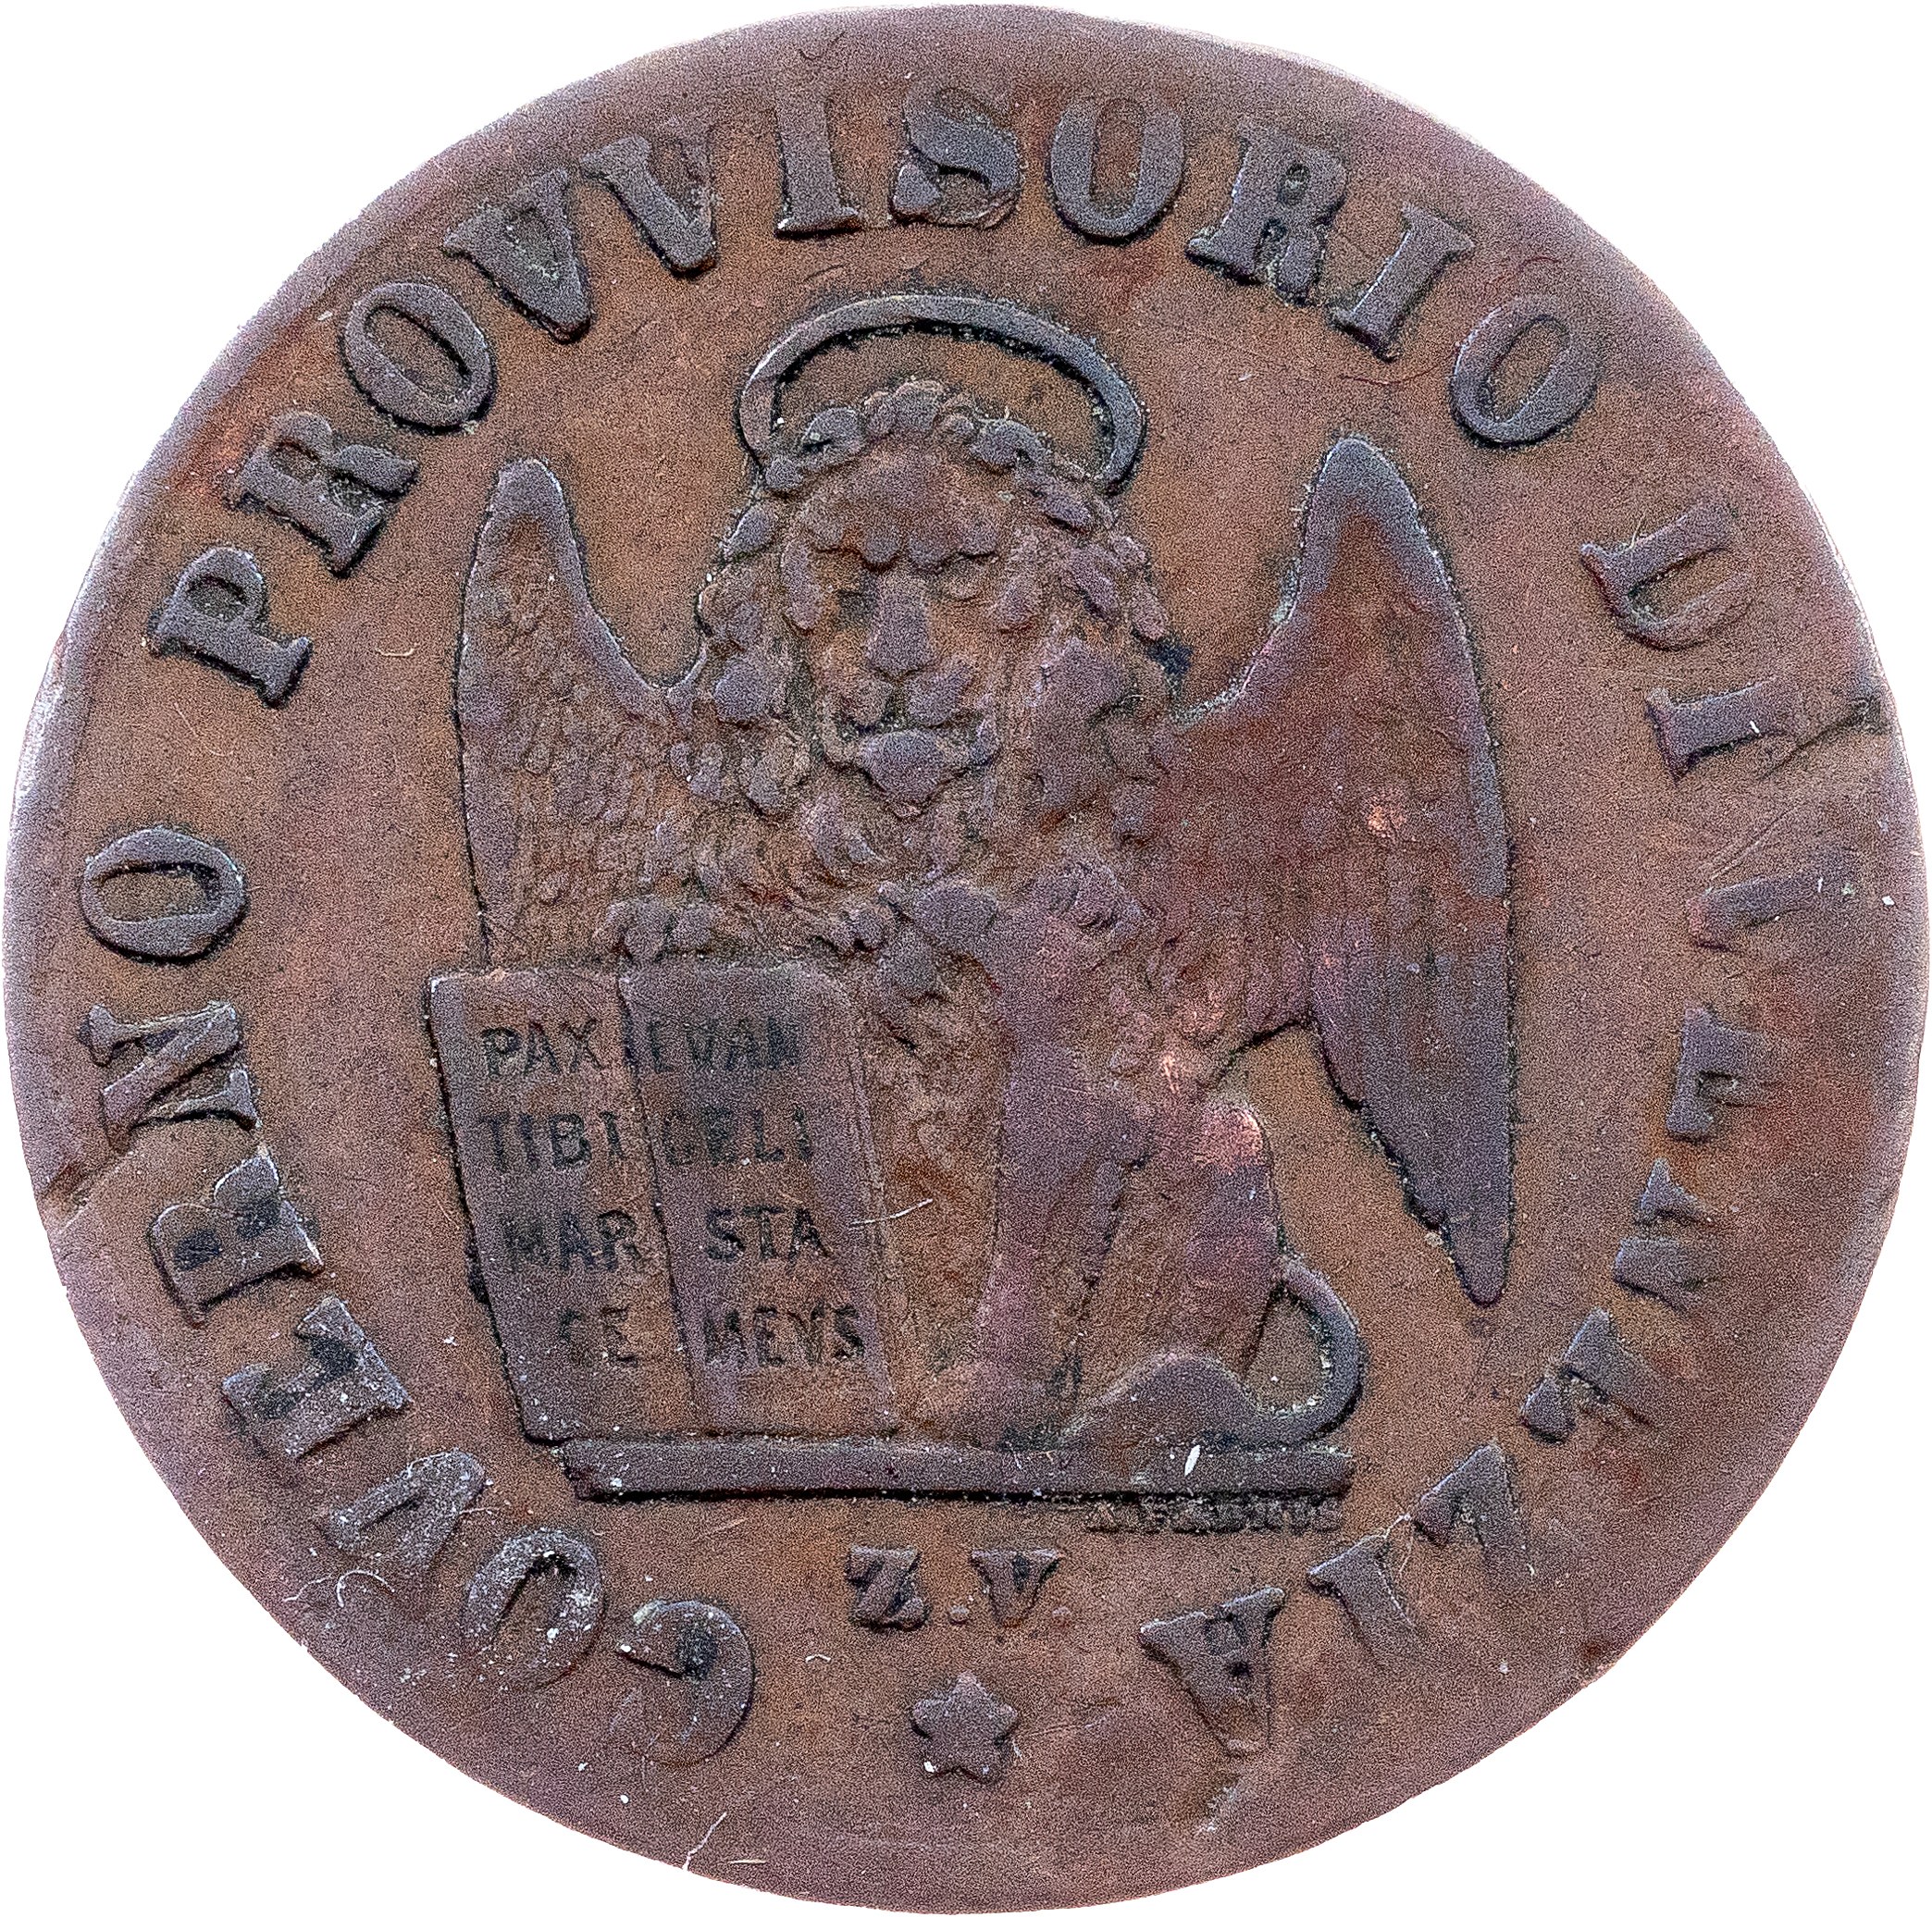 GOVERNO PROVVISORIO DI VENEZIA
PAX EVAN
TIBI GELI
MAR STA
CE MEVS
Z.V.